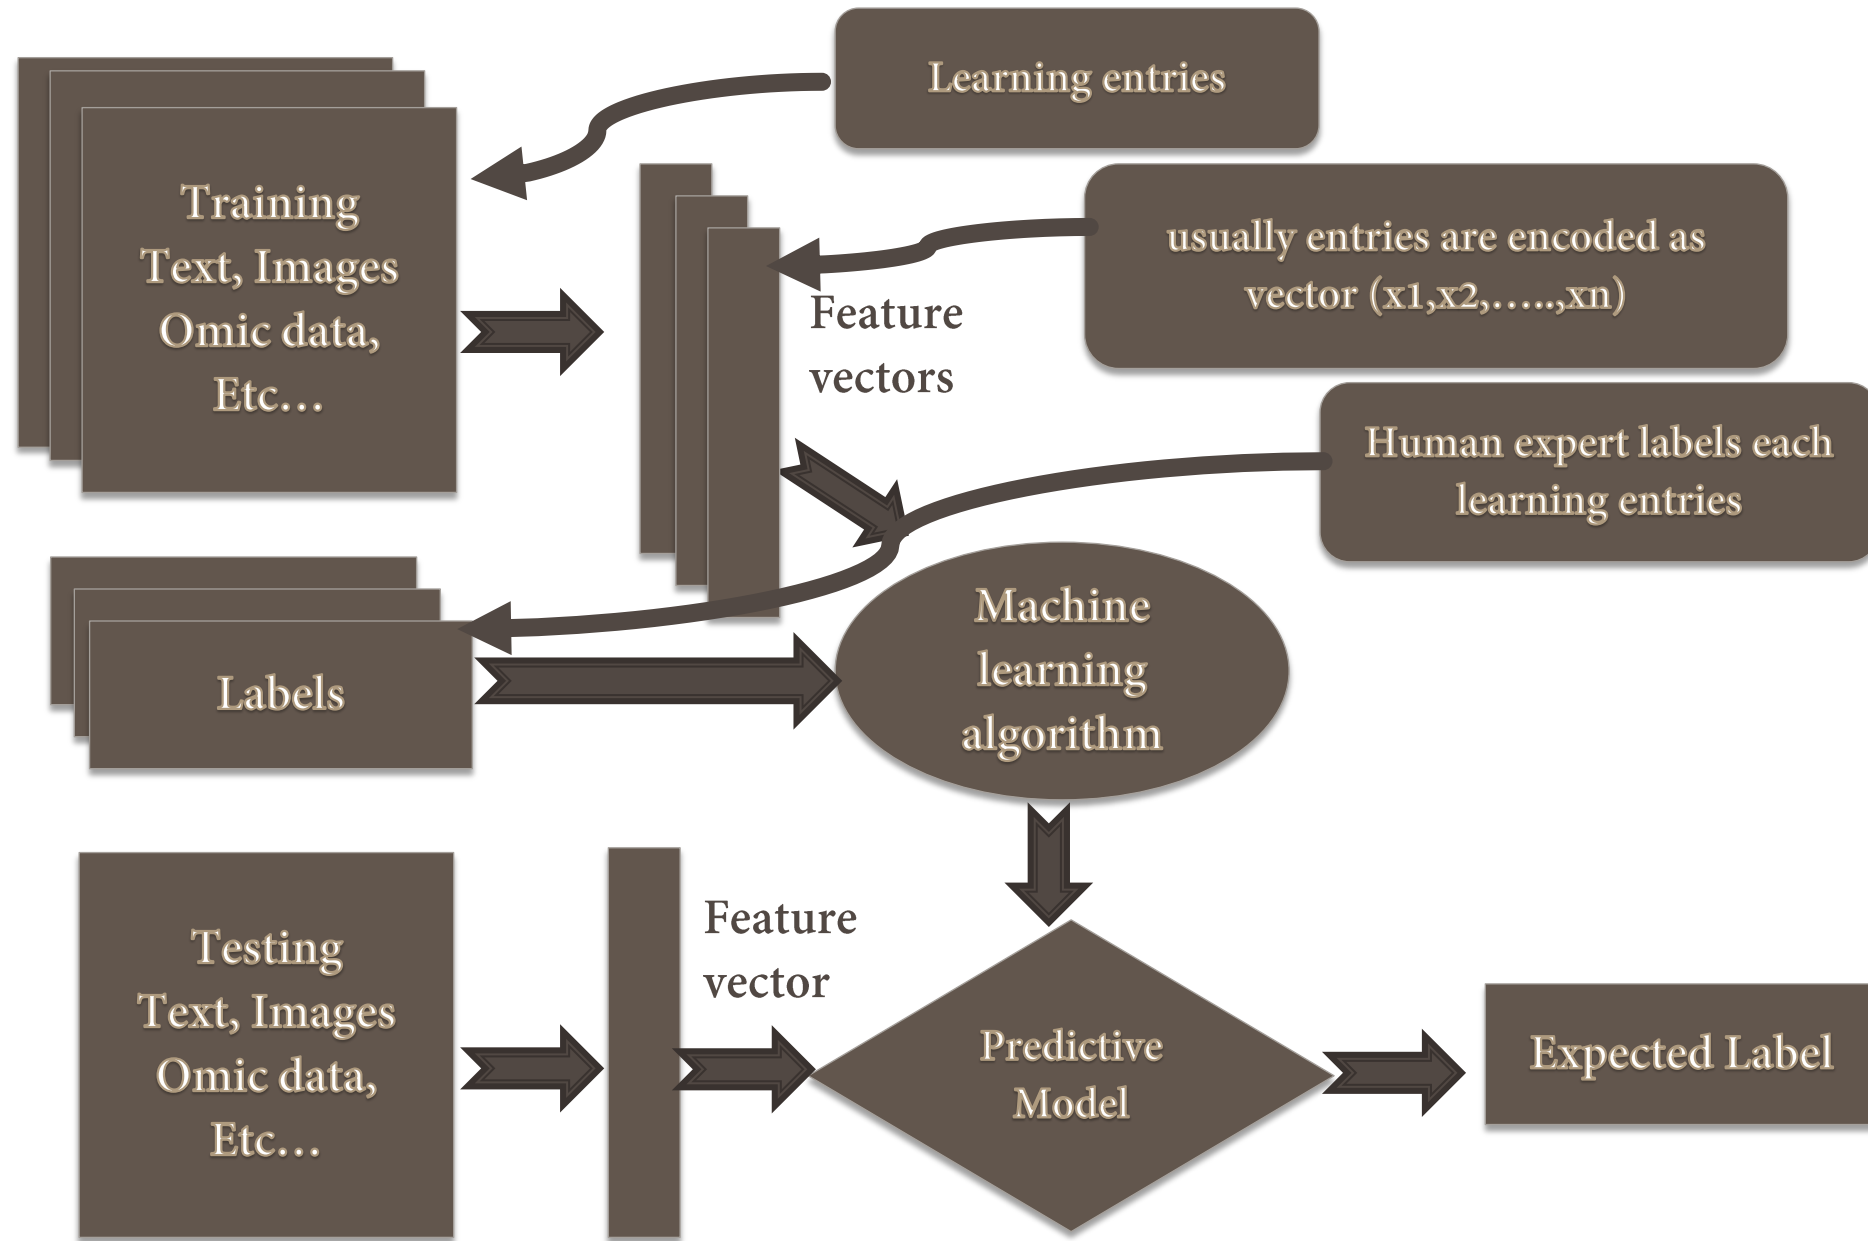 Learning entries
Training
Text, Images
Omic data,
Etc...
usually entries are encoded as
vector (x1,x2,.....,xn)
Feature
vectors
Human expert labels each
learning entries
Labels
Machine
learning
algorithm
Testing
Text, Images
Omic data,
Etc...
Feature
vector
Predictive
Model
Expected Label